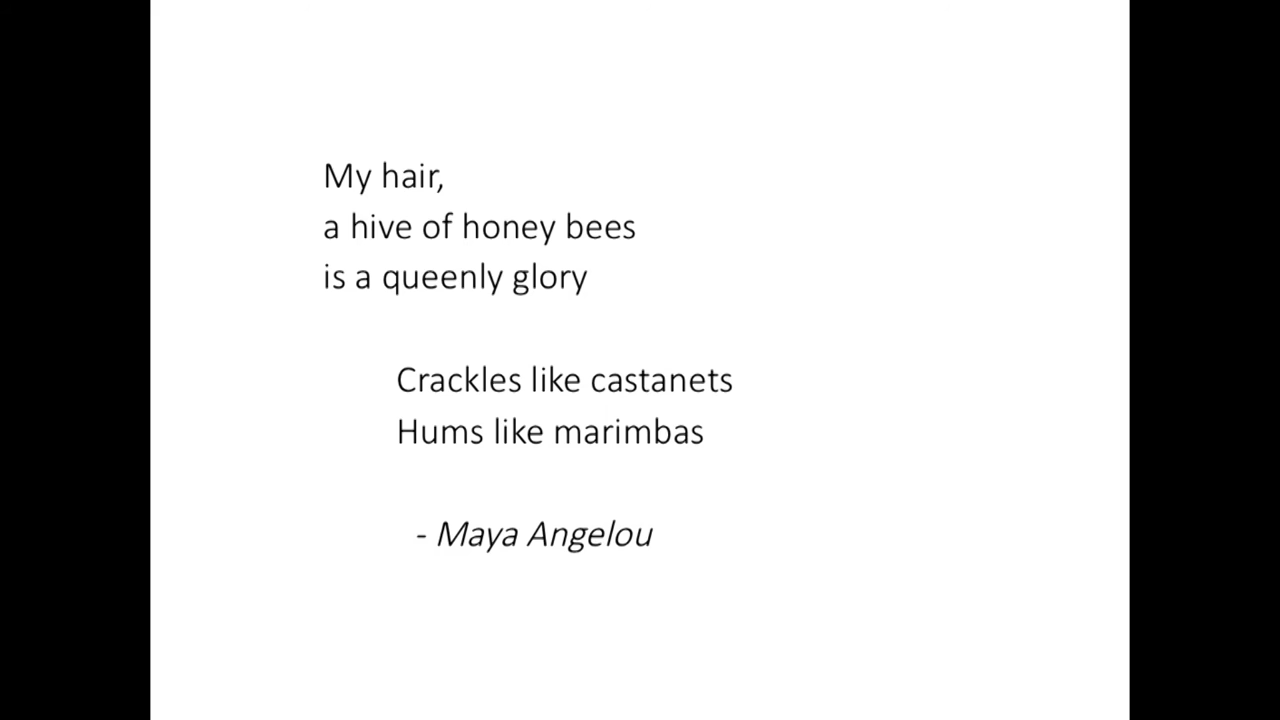 My hair,
a hive of honey bees
is a queenly glory
Crackles like castanets
Hums like marimbas
- Maya Angelou